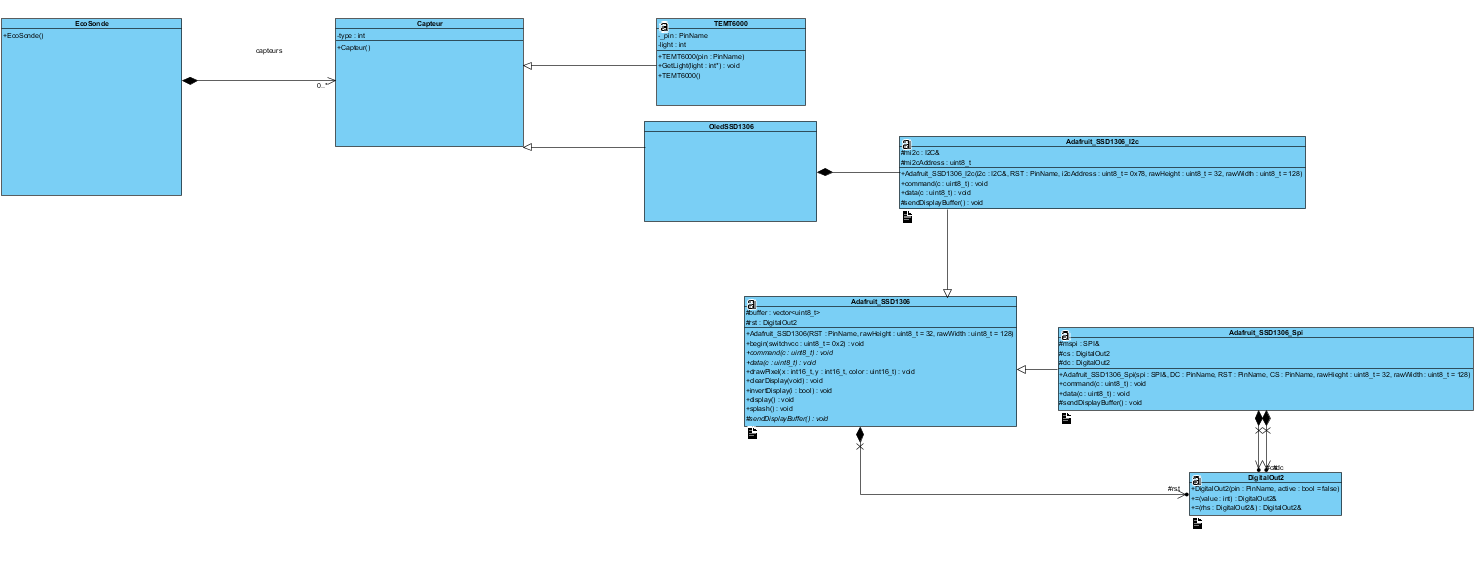 EcoSonde
+EcoSonde()
capteurs
0..*
Capteur
-type : int
+Capteur()
TEMT6000
-_pin : PinName
-light : int
+TEMT6000(pin : PinName)
+GetLight(light : int*) : void
+TEMT6000()
OledSSD1306
Adafruit_SSD1306_I2c
#mi2c : I2C&
#mi2cAddress : uint8_t
+Adafruit_SSD1306_I2c(i2c : I2C&, RST : PinName, i2cAddress : uint8_t = 0x78, rawHeight : uint8_t = 32, rawWidth : uint8_t = 128)
+command(c : uint8_t) : void
+data(c : uint8_t) : void
#sendDisplayBuffer() : void
Adafruit_SSD1306
#buffer : vector<uint8_t>
#rst : DigitalOut2
+Adafruit_SSD1306(RST : PinName, rawHeight : uint8_t = 32, rawWidth : uint8_t = 128)
+begin(switchvcc : uint8_t = 0x2) : void
+command(c : uint8_t) : void
+data(c : uint8_t) : void
+drawPixel(x : int16_t, y : int16_t, color : uint16_t) : void
+clearDisplay(void) : void
+invertDisplay(i : bool) : void
+display() : void
+splash() : void
#sendDisplayBuffer() : void
Adafruit_SSD1306_Spi
#mspi : SPI&
#cs : DigitalOut2
#dc : DigitalOut2
+Adafruit_SSD1306_Spi(spi : SPI&, DC : PinName, RST : PinName, CS : PinName, rawHieght : uint8_t = 32, rawWidth : uint8_t = 128)
+command(c : uint8_t) : void
+data(c : uint8_t) : void
#sendDisplayBuffer() : void
#rst
DigitalOut2
+DigitalOut2(pin : PinName, active : bool = false)
+=(value : int) : DigitalOut2&
+=(rhs : DigitalOut2&) : DigitalOut2&